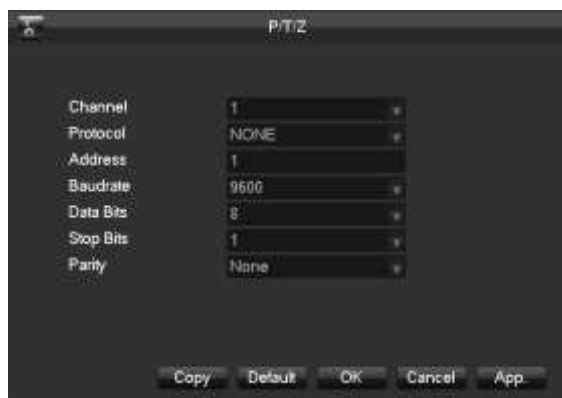 P/T/Z
Channel 1
Protocol NONE
Address 1
Baudrate 9600
Data Bits 8
Stop Bits 1
Parity None
Copy Default OK Cancel App.